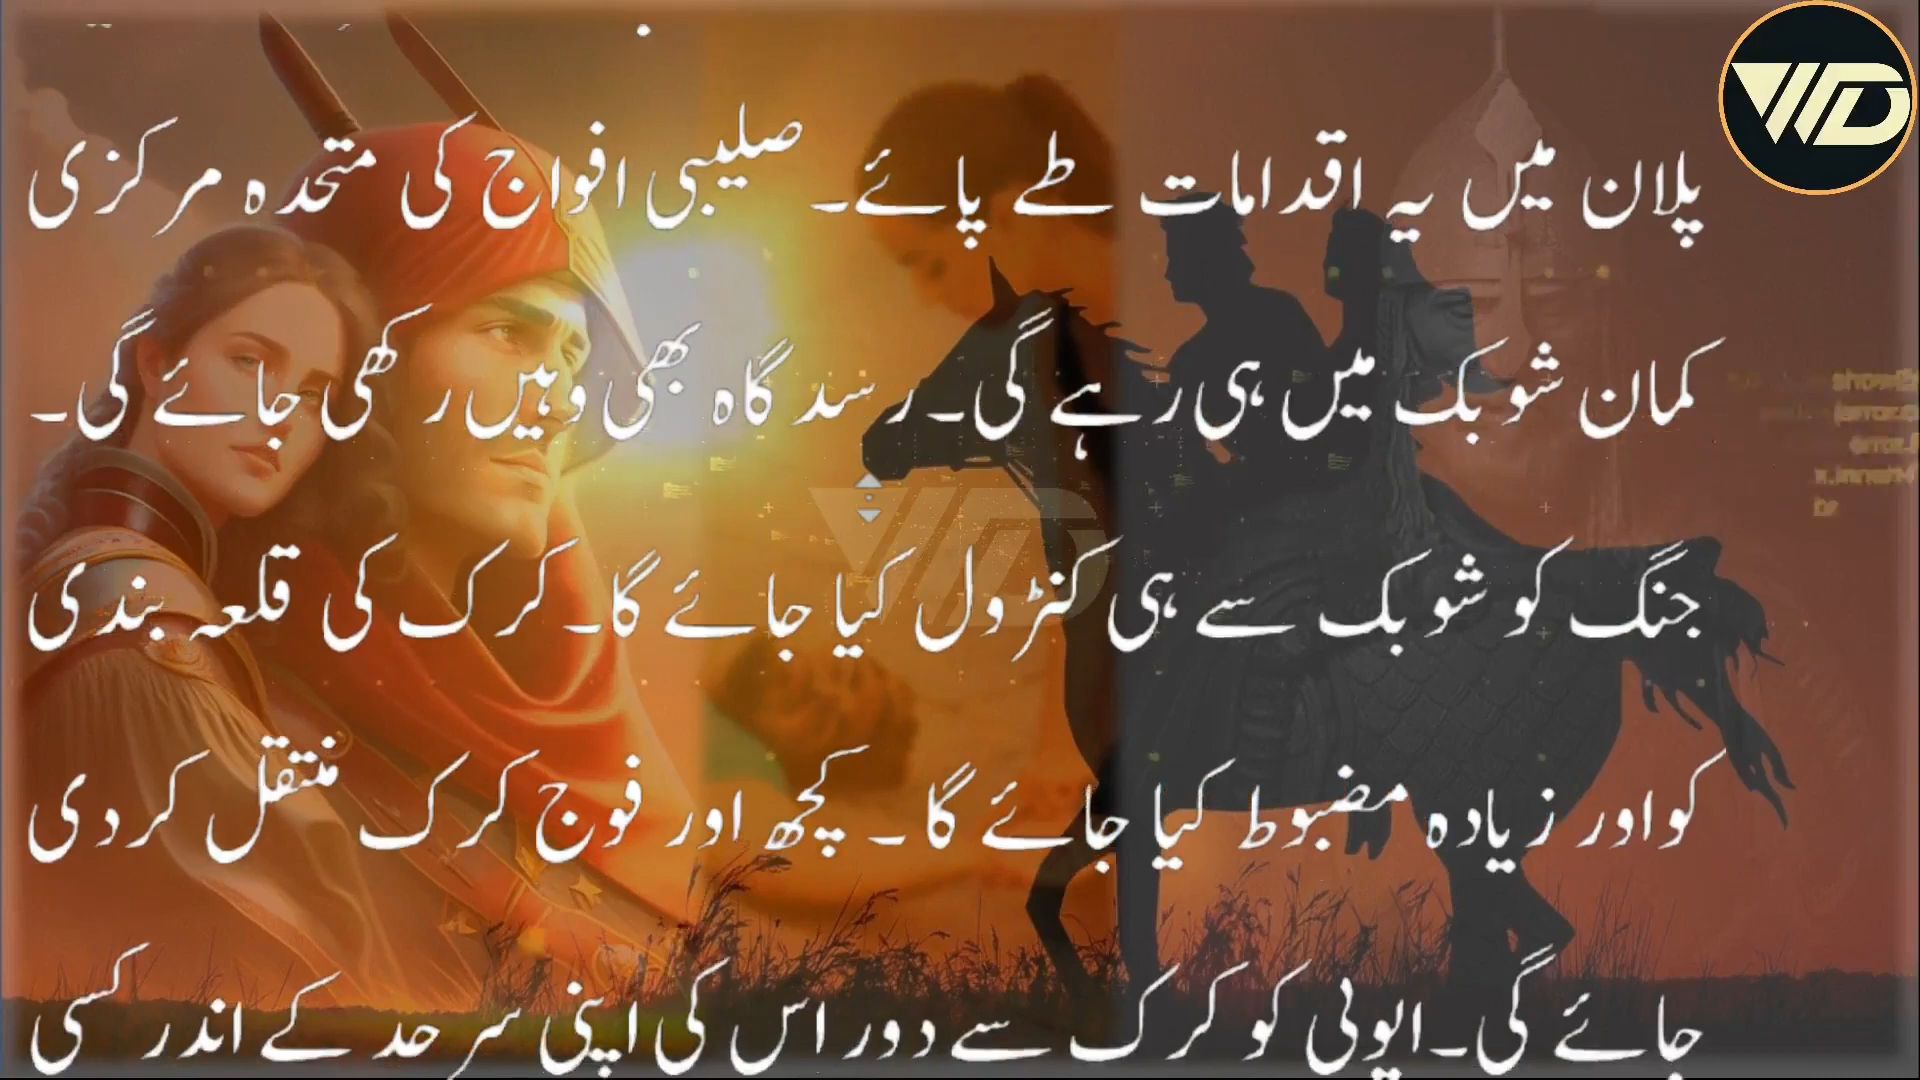 WD
پلان میں یہ اقدامات طے پائے۔ صلیبی افواج کی متحدہ مرکزی
کمان شوبک میں ہی رہے گی۔ رسد گاہ بھی وہیں رکھی جائے گی۔
جنگ کو شوبک سے ہی کنڑول کیا جائے گا۔ کرک کی قلعہ بندی
کو اور زیادہ مضبوط کیا جائے گا ۔ کچھ اور فوج کرک منتقل کر دی
جائے گی۔ ایوبی کو کرک سے دور اس کی اپنی سرحد کے اندر کسی
WD